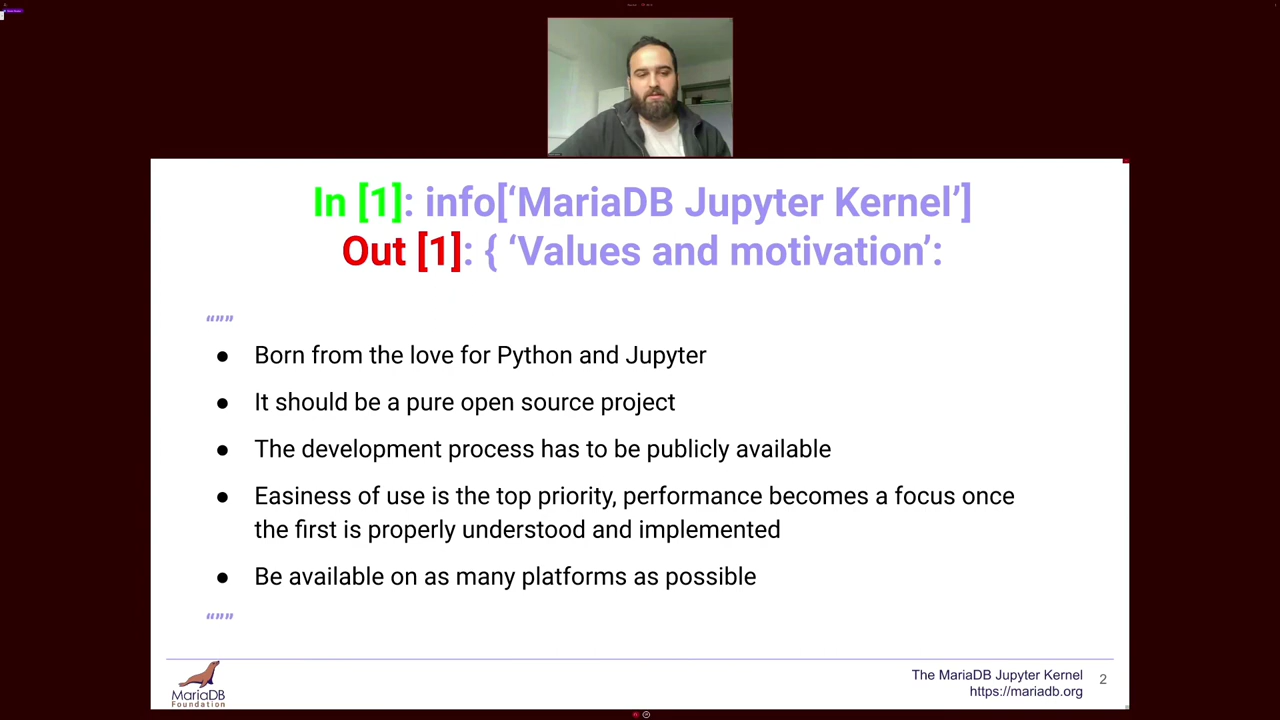 In [1]: info[‘MariaDB Jupyter Kernel’]
Out [1]: { ‘Values and motivation’:
“””
● Born from the love for Python and Jupyter
● It should be a pure open source project
● The development process has to be publicly available
● Easiness of use is the top priority, performance becomes a focus once
the first is properly understood and implemented
● Be available on as many platforms as possible
“””
MariaDB
Foundation
The MariaDB Jupyter Kernel
https://mariadb.org
2